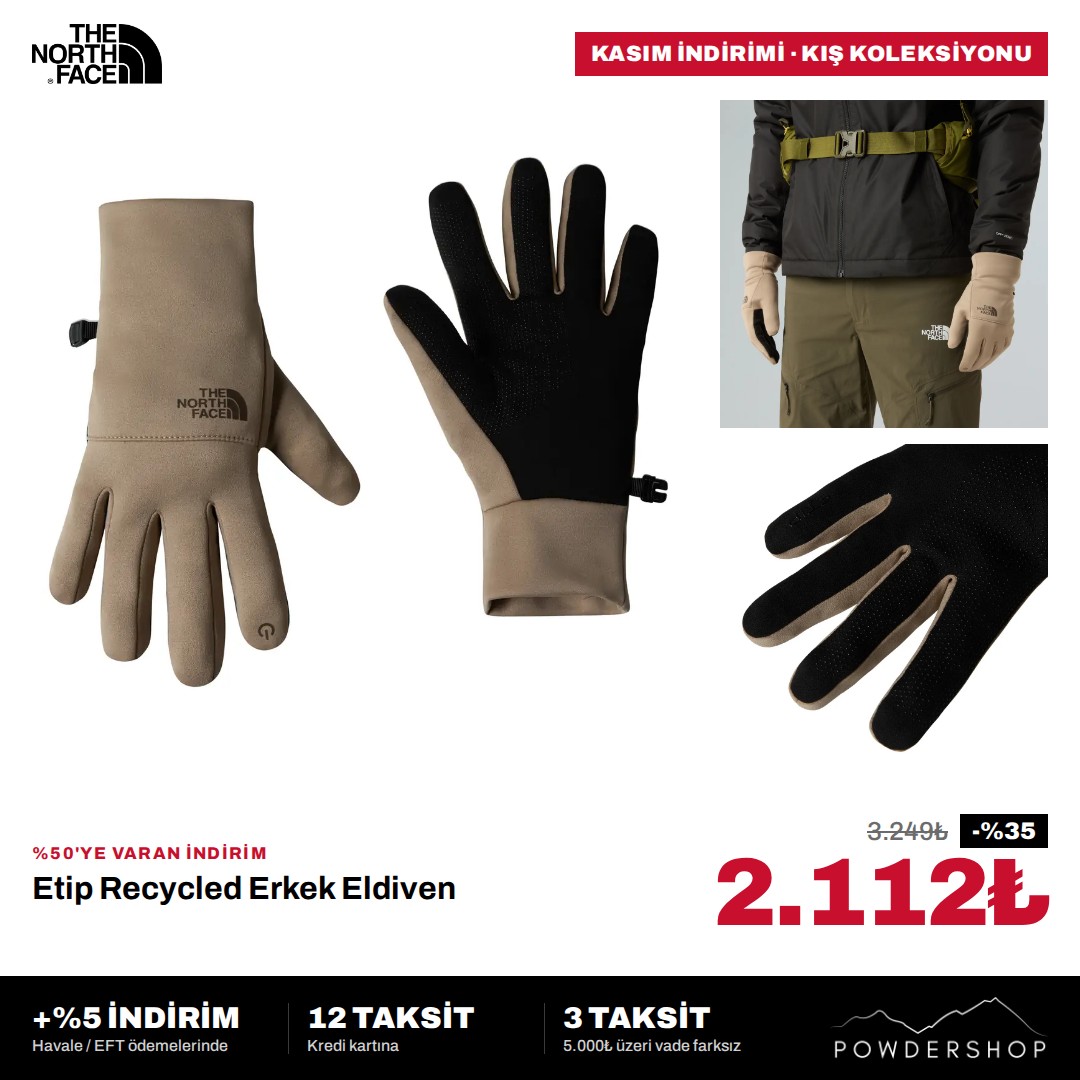 THE
NORTH
FACE
KASIM İNDİRİMİ · KIŞ KOLEKSİYONU
THE
NORTH
FACE
THE
NORTH
FACE
%50'YE VARAN İNDİRİM
Etip Recycled Erkek Eldiven
3.249₺
-%35
2.112₺
+%5 İNDİRİM
Havale / EFT ödemelerinde
12 TAKSİT
Kredi kartına
3 TAKSİT
5.000₺ üzeri vade farksız
POWDERSHOP